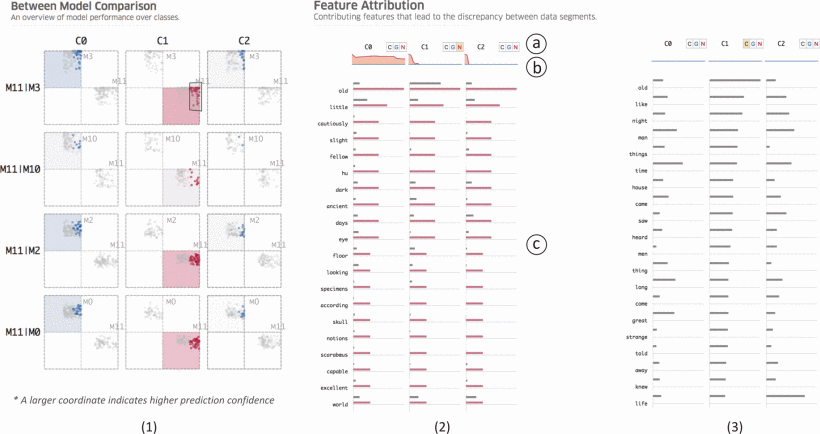 Between Model Comparison
An overview of model performance over classes.
C0 C1 C2
M11|M3
M3 M3 M3
M11 M11 M11
M11|M10
M10 M10 M10
M11 M11 M11
M11|M2
M2 M2 M2
M11 M11 M11
M11|M0
M0 M0 M0
M11 M11 M11
* A larger coordinate indicates higher prediction confidence
(1)
Feature Attribution
Contributing features that lead to the discrepancy between data segments.
C0 C G N C1 C G N C2 C G N
a
b
c
old
little
cautiously
slight
fellow
hu
dark
ancient
days
eye
floor
looking
specimens
according
skull
notions
scarabaus
capable
excellent
world
(2)
C0 C G N C1 C G N C2 C G N
old
like
night
man
things
time
house
came
saw
heard
men
thing
long
come
great
strange
told
away
knew
life
(3)